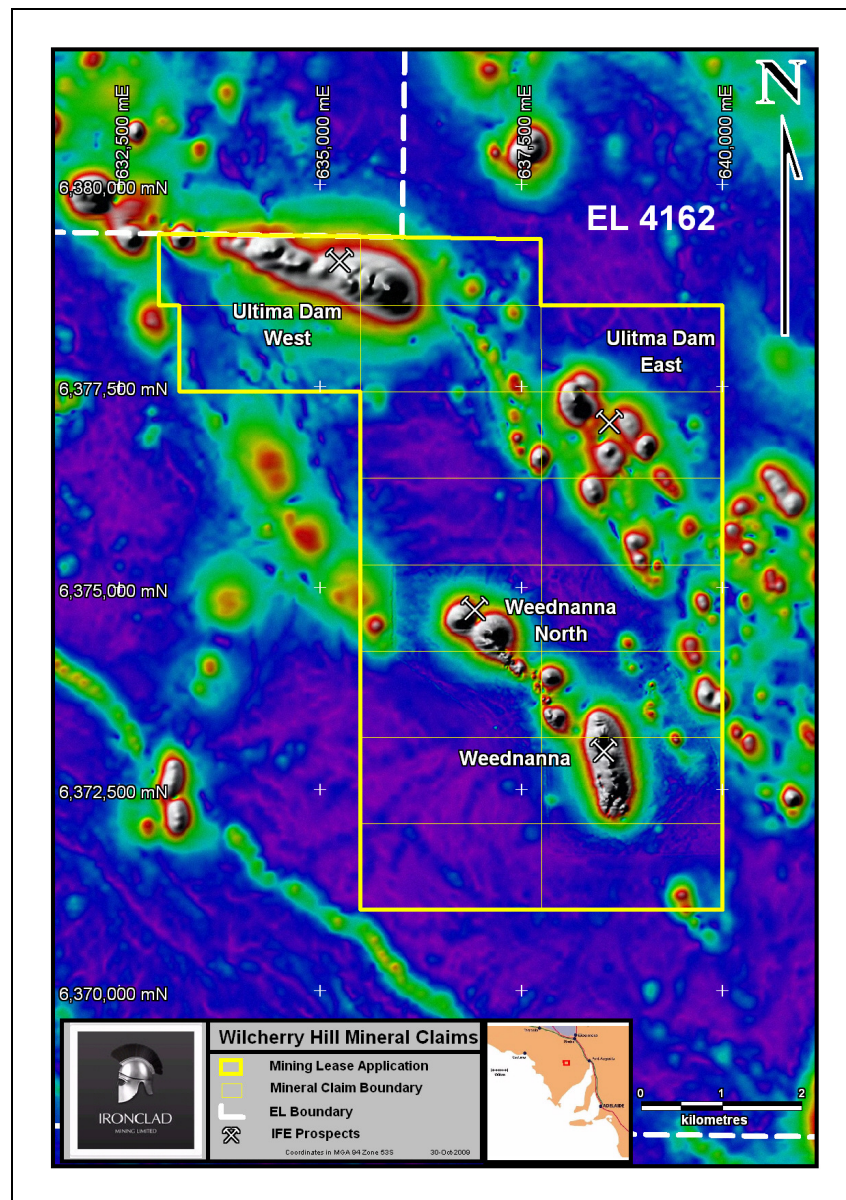 N
632,500 mE
635,000 mE
637,500 mE
640,000 mE
6,380,000 mN
EL 4162
Ultima Dam
West
Ulitma Dam
East
6,377,500 mN
6,375,000 mN
Weednanna
North
Weednanna
6,372,500 mN
6,370,000 mN
IRONCLAD
MINING LIMITED
Wilcherry Hill Mineral Claims
Mining Lease Application
Mineral Claim Boundary
EL Boundary
IFE Prospects
Coordinates in MGA 94 Zone 53S 30-Oct-2009
Port Augusta
ADELAIDE
0 1 2
kilometres